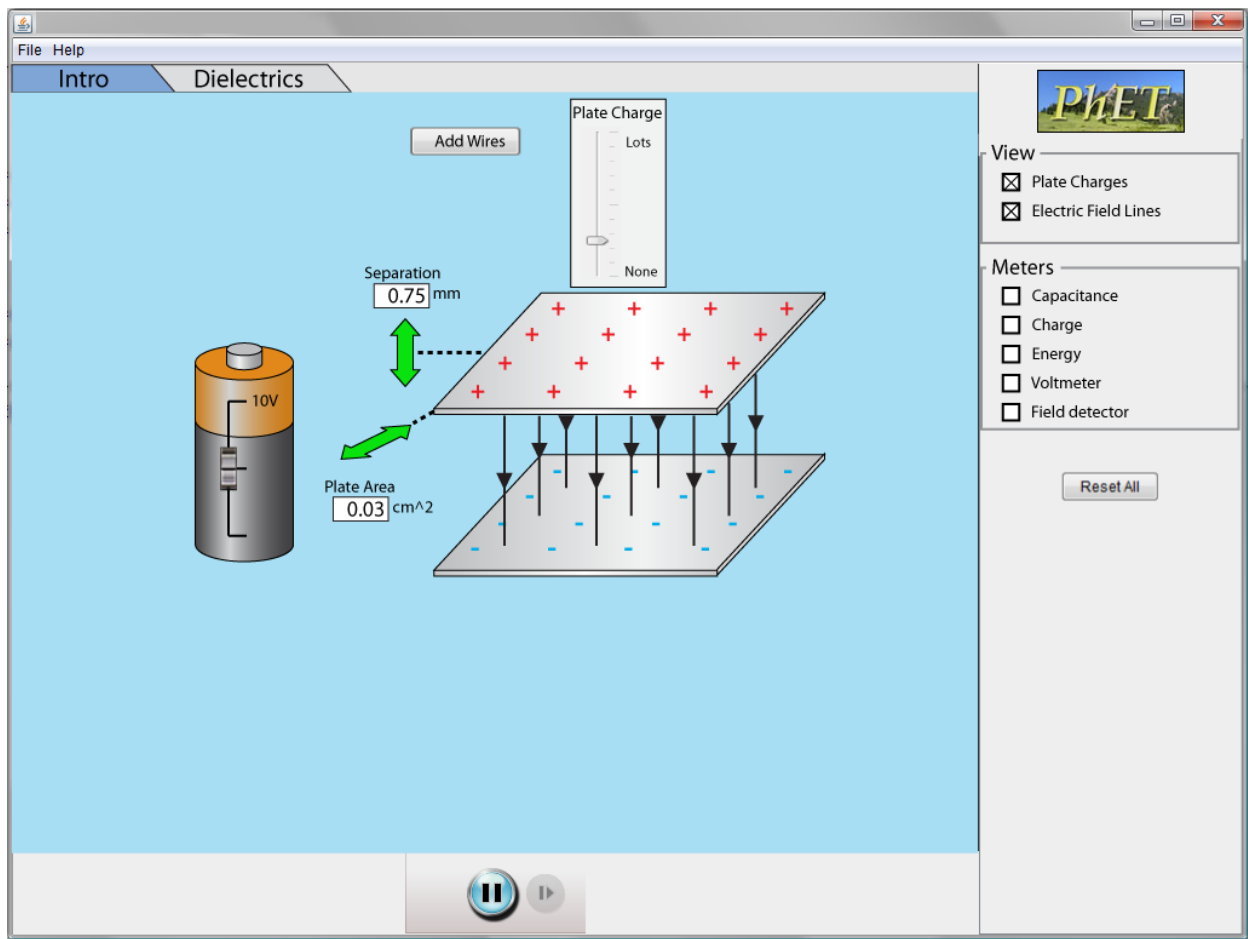 File Help
Intro
Dielectrics
Add Wires
Plate Charge
Lots
None
Separation
0.75 mm
10V
Plate Area
0.03 cm^2
PhET
View
Plate Charges
Electric Field Lines
Meters
Capacitance
Charge
Energy
Voltmeter
Field detector
Reset All